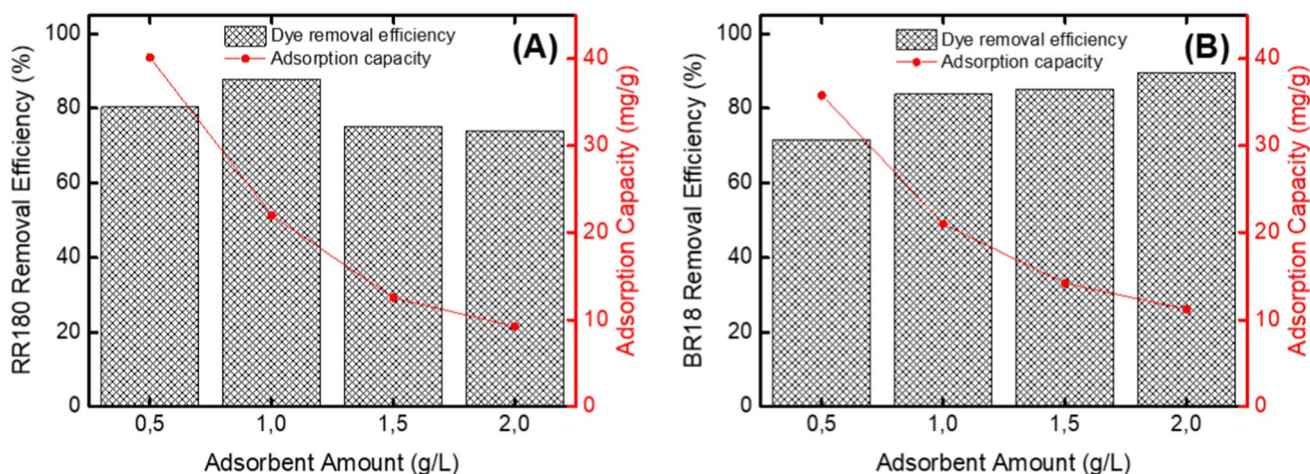 RR180 Removal Efficiency (%)
100
80
60
40
20
0
Dye removal efficiency
Adsorption capacity
(A)
40
30
20
10
0
Adsorption Capacity (mg/g)
0,5 1,0 1,5 2,0
Adsorbent Amount (g/L)
BR18 Removal Efficiency (%)
100
80
60
40
20
0
Dye removal efficiency
Adsorption capacity
(B)
40
30
20
10
0
Adsorption Capacity (mg/g)
0,5 1,0 1,5 2,0
Adsorbent Amount (g/L)